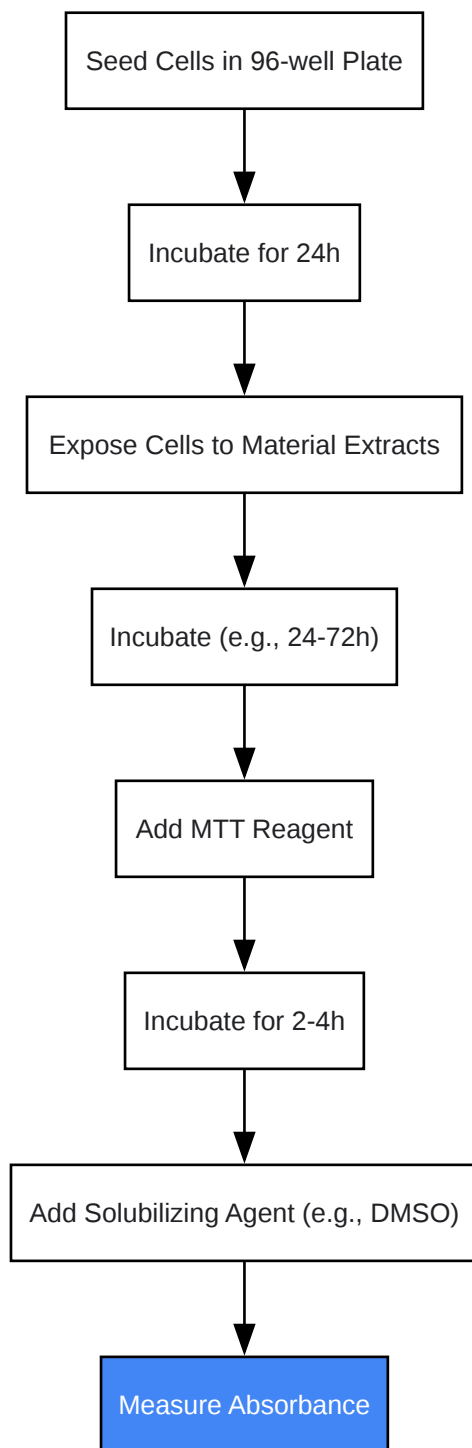 Seed Cells in 96-well Plate
Incubate for 24h
Expose Cells to Material Extracts
Incubate (e.g., 24-72h)
Add MTT Reagent
Incubate for 2-4h
Add Solubilizing Agent (e.g., DMSO)
Measure Absorbance